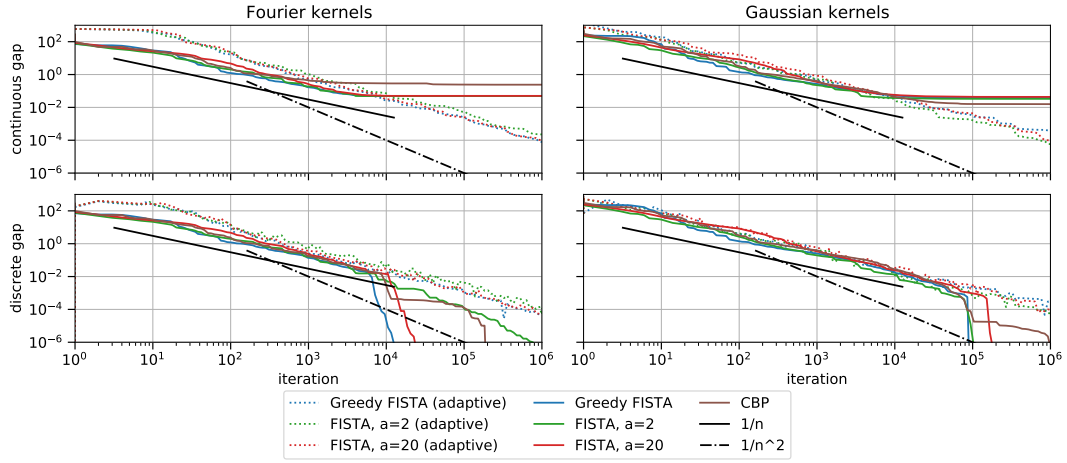 Fourier kernels
Gaussian kernels
continuous gap
10^2
10^0
10^-2
10^-4
10^-6
discrete gap
10^2
10^0
10^-2
10^-4
10^-6
10^0 10^1 10^2 10^3 10^4 10^5 10^6
10^0 10^1 10^2 10^3 10^4 10^5 10^6
iteration
iteration
Greedy FISTA (adaptive)
FISTA, a=2 (adaptive)
FISTA, a=20 (adaptive)
Greedy FISTA
FISTA, a=2
FISTA, a=20
CBP
1/n
1/n^2